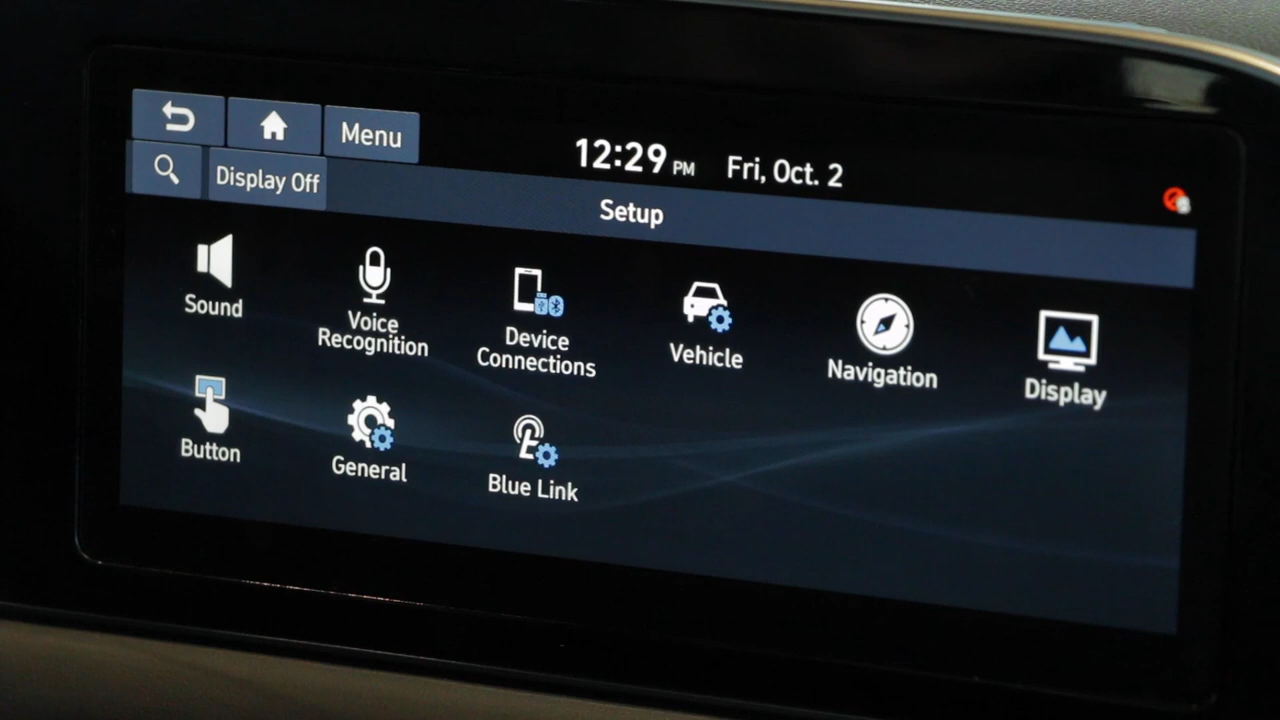 Menu
12:29 PM Fri, Oct. 2
Display Off
Setup
Sound
Voice
Recognition
Device
Connections
Vehicle
Navigation
Display
Button
General
Blue Link